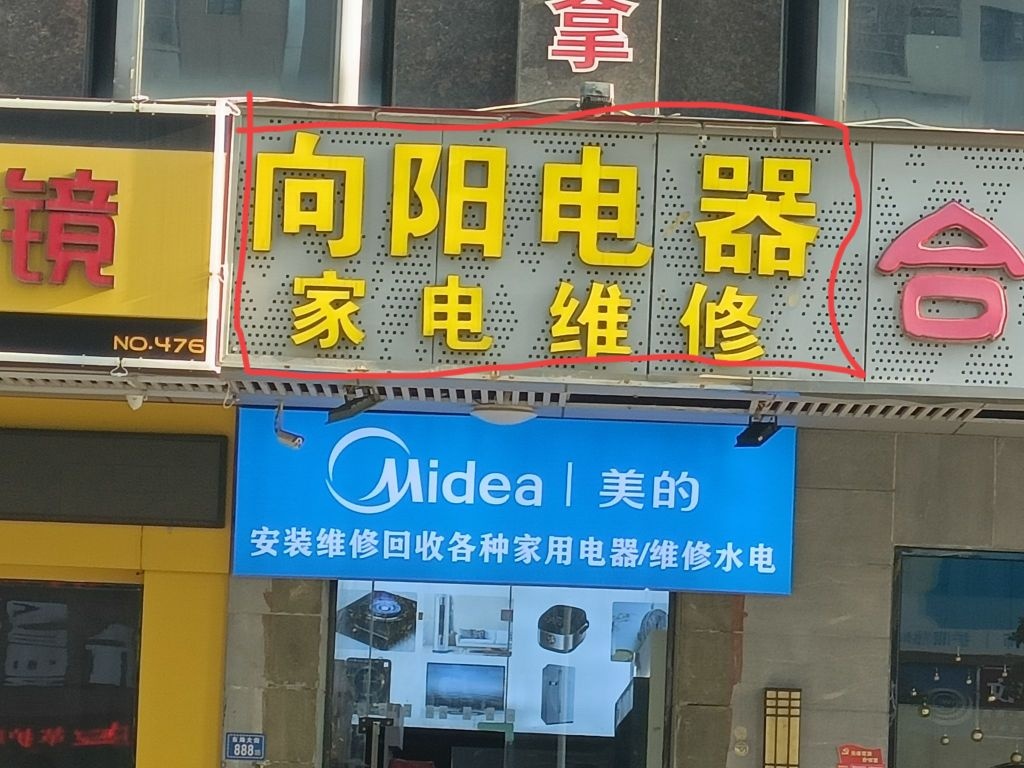 拿
镜
NO.476
向阳电器
家电维修
合
Midea | 美的
安装维修回收各种家用电器/维修水电
888